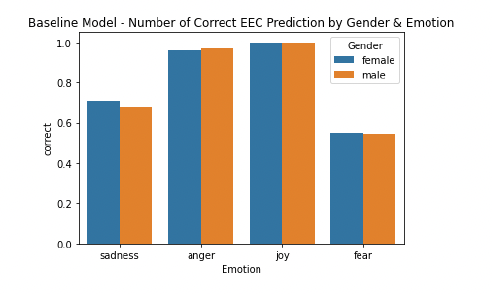 Baseline Model - Number of Correct EEC Prediction by Gender & Emotion
Gender
female
male
1.0
0.8
0.6
0.4
0.2
0.0
correct
sadness anger joy fear
Emotion